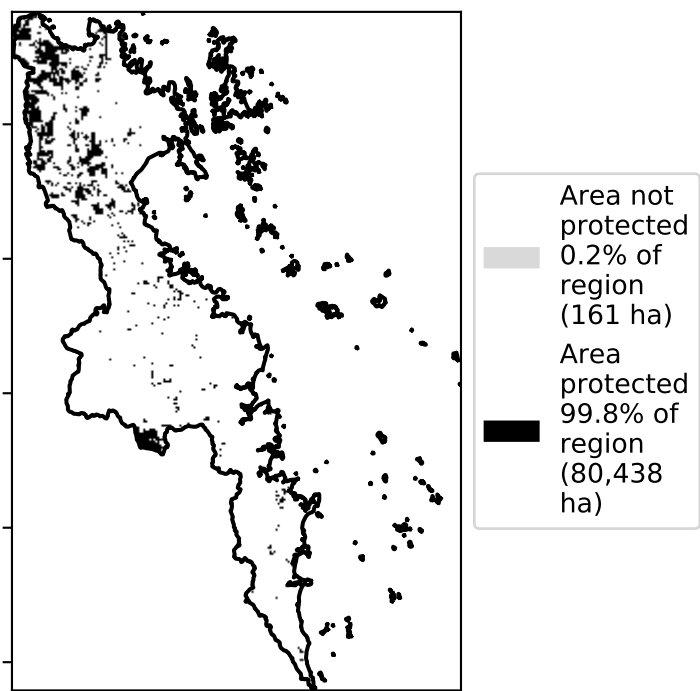 Area not
protected
0.2% of
region
(161 ha)
Area
protected
99.8% of
region
(80,438
ha)